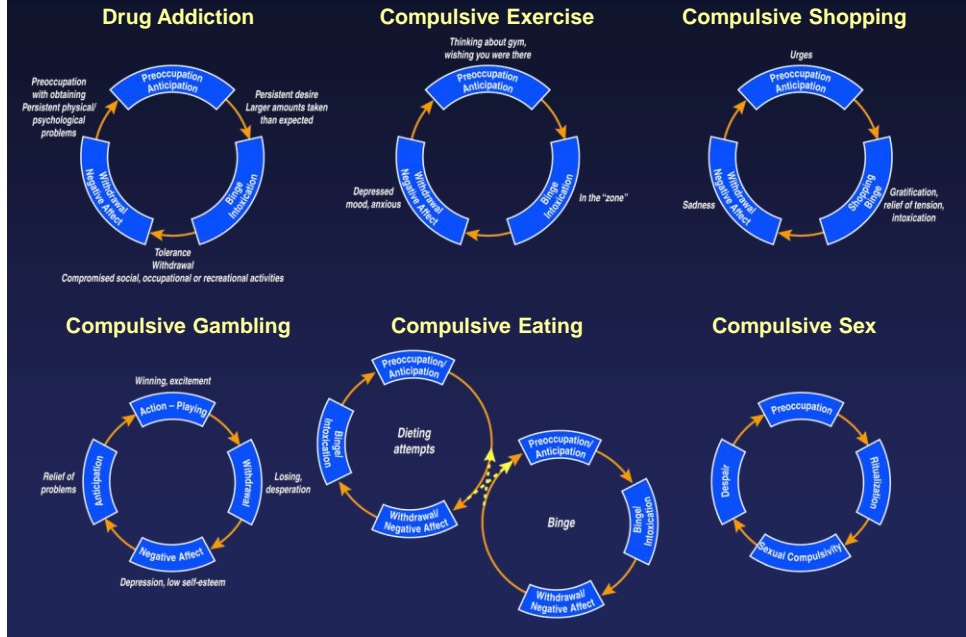 Drug Addiction
Preoccupation
Anticipation
Preoccupation
with obtaining
Persistent physical/
psychological
problems
Persistent desire
Larger amounts taken
than expected
Binge
Intoxication
Withdrawal
Negative Affect
Tolerance
Withdrawal
Compromised social, occupational or recreational activities
Compulsive Exercise
Thinking about gym,
wishing you were there
Preoccupation
Anticipation
Binge
Intoxication
In the “zone”
Withdrawal
Negative Affect
Depressed
mood, anxious
Compulsive Shopping
Urges
Preoccupation
Anticipation
Shopping
Binge
Gratification,
relief of tension,
intoxication
Withdrawal
Negative Affect
Sadness
Compulsive Gambling
Winning, excitement
Action – Playing
Withdrawal
Losing,
desperation
Negative Affect
Depression, low self-esteem
Anticipation
Relief of
problems
Compulsive Eating
Preoccupation/
Anticipation
Binge/
Intoxication
Dieting
attempts
Withdrawal/
Negative Affect
Preoccupation/
Anticipation
Binge/
Intoxication
Binge
Withdrawal/
Negative Affect
Compulsive Sex
Preoccupation
Ritualization
Sexual Compulsivity
Despair